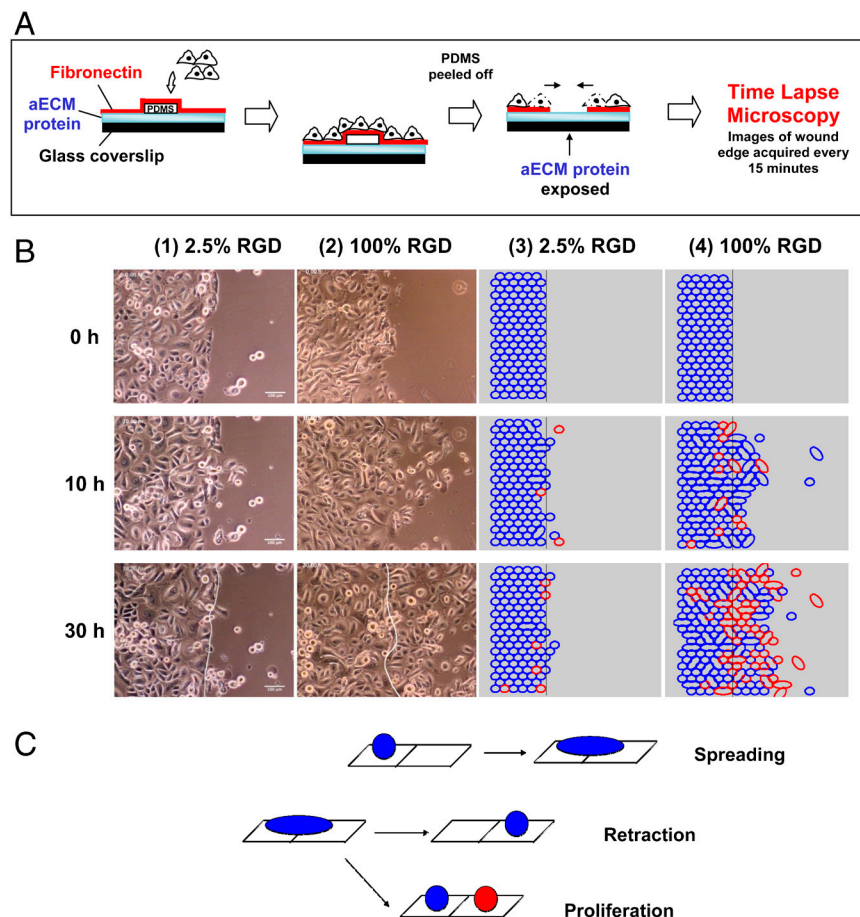 A
Fibronectin
aECM
protein
PDMS
Glass coverslip
PDMS
peeled off
aECM protein
exposed
Time Lapse
Microscopy
Images of wound
edge acquired every
15 minutes
B
(1) 2.5% RGD
(2) 100% RGD
(3) 2.5% RGD
(4) 100% RGD
0 h
10 h
30 h
C
Spreading
Retraction
Proliferation